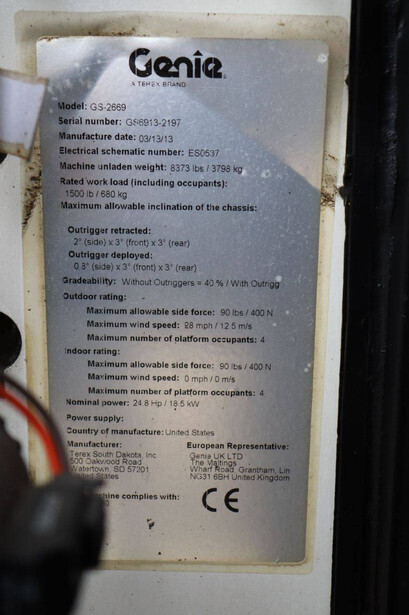 Genie
A TEREX BRAND
Model: GS-2669
Serial number: GS6913-2197
Manufacture date: 03/13/13
Electrical schematic number: ES0537
Machine unladen weight: 8373 lbs / 3798 kg
Rated work load (including occupants):
1500 lb / 680 kg
Maximum allowable inclination of the chassis:
Outrigger retracted:
2° (side) x 3° (front) x 3° (rear)
Outrigger deployed:
0.8° (side) x 3° (front) x 3° (rear)
Gradeability: Without Outriggers = 40 % / With Outrigg
Outdoor rating:
Maximum allowable side force: 90 lbs / 400 N
Maximum wind speed: 28 mph / 12.5 m/s
Maximum number of platform occupants: 4
Indoor rating:
Maximum allowable side force: 90 lbs / 400 N
Maximum wind speed: 0 mph / 0 m/s
Maximum number of platform occupants: 4
Nominal power: 24.8 Hp / 18.5 kW
Power supply:
Country of manufacture: United States
Manufacturer:
Terex South Dakota, Inc.
500 Oakwood Road
Watertown, SD 57201
United States
European Representative:
Genie UK LTD
The Maltings
Wharf Road, Grantham, Lin
NG31 6BH United Kingdom
hine complies with:
CE